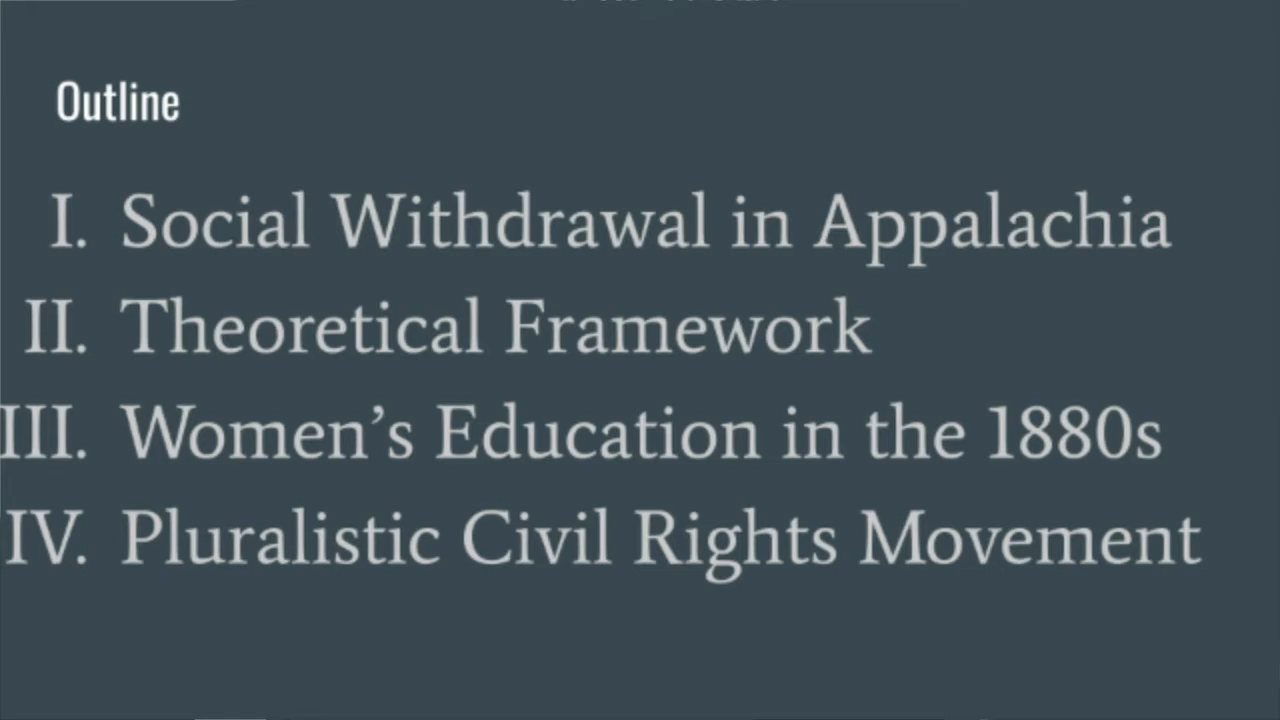 Outline
I. Social Withdrawal in Appalachia
II. Theoretical Framework
III. Women's Education in the 1880s
IV. Pluralistic Civil Rights Movement